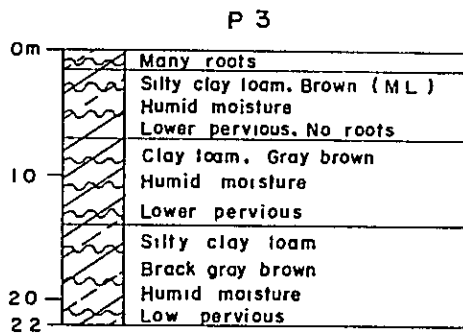 P 3
0m
Many roots
Silty clay loam. Brown (ML)
Humid moisture
Lower pervious. No roots
Clay loam. Gray brown
10
Humid moisture
Lower pervious
Silty clay loam
Brack gray brown
20
Humid moisture
22
Low pervious